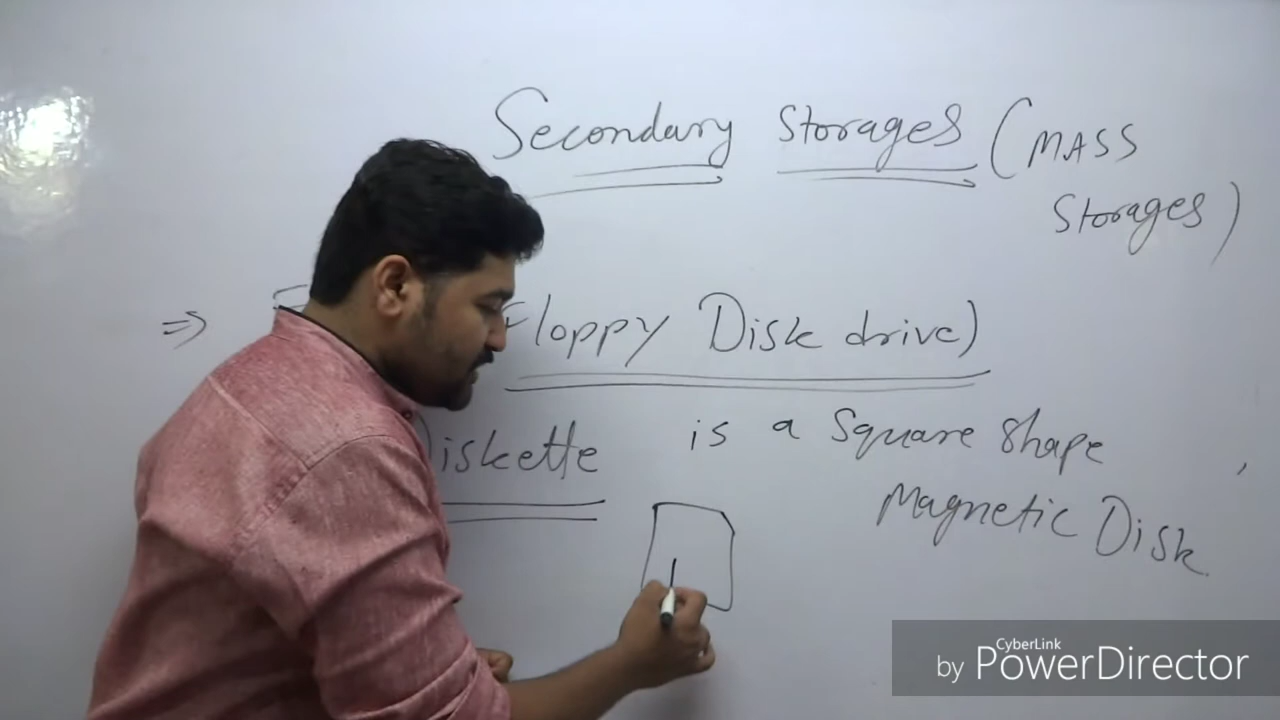 Secondary Storages (MASS
Storages)
⇒ Floppy Disk drive)
Diskette is a Square Shape
Magnetic Disk
CyberLink
by PowerDirector